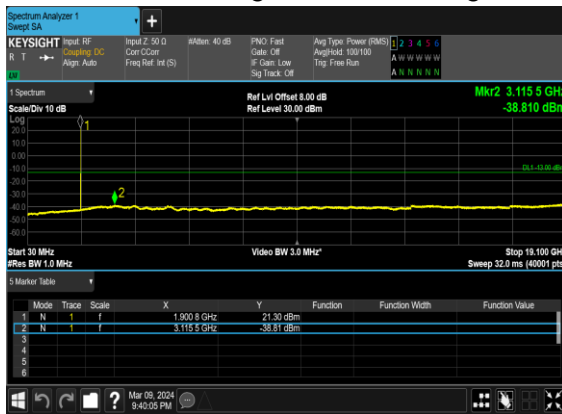 Spectrum Analyzer 1
Swept SA
KEYSIGHT Input: RF Input Z: 50 Ω #Atten: 40 dB PNO: Fast Avg Type: Power (RMS) 1 2 3 4 5 6
R T Coupling: DC Corr CCorr Gate: Off Avg|Hold: 100/100 A W W W W W
Align: Auto Freq Ref: Int (S) IF Gain: Low Trig: Free Run
Sig Track: Off A N N N N N
1 Spectrum Ref Lvl Offset 8.00 dB Mkr2 3.115 5 GHz
Scale/Div 10 dB Ref Level 30.00 dBm -38.810 dBm
Log
20.0
10.0
0.00
-10.0
DL1 -13.00 dBm
-20.0
-30.0
-40.0
-50.0
-60.0
1
2
Start 30 MHz Video BW 3.0 MHz* Stop 19.100 GHz
#Res BW 1.0 MHz Sweep 32.0 ms (40001 pts)
5 Marker Table
Mode Trace Scale X Y Function Function Width Function Value
1 N 1 f 1.900 8 GHz 21.30 dBm
2 N 1 f 3.115 5 GHz -38.81 dBm
3
4
5
6
Mar 09, 2024
9:40:05 PM